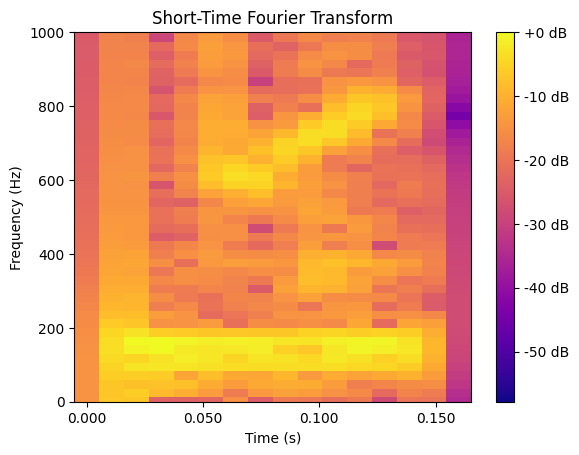 Short-Time Fourier Transform
1000
800
600
400
200
0
Frequency (Hz)
0.000
0.050
0.100
0.150
Time (s)
+0 dB
-10 dB
-20 dB
-30 dB
-40 dB
-50 dB